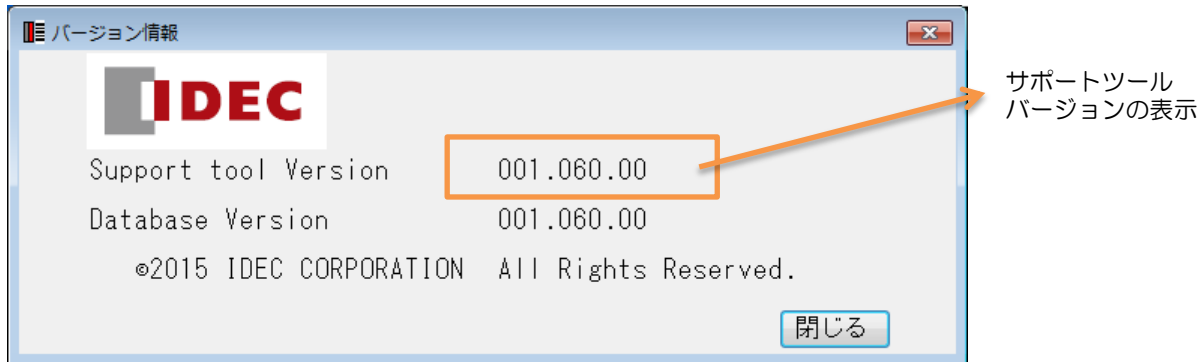 バージョン情報
IDEC
サポートツール
バージョンの表示
Support tool Version 001.060.00
Database Version 001.060.00
©2015 IDEC CORPORATION All Rights Reserved.
閉じる